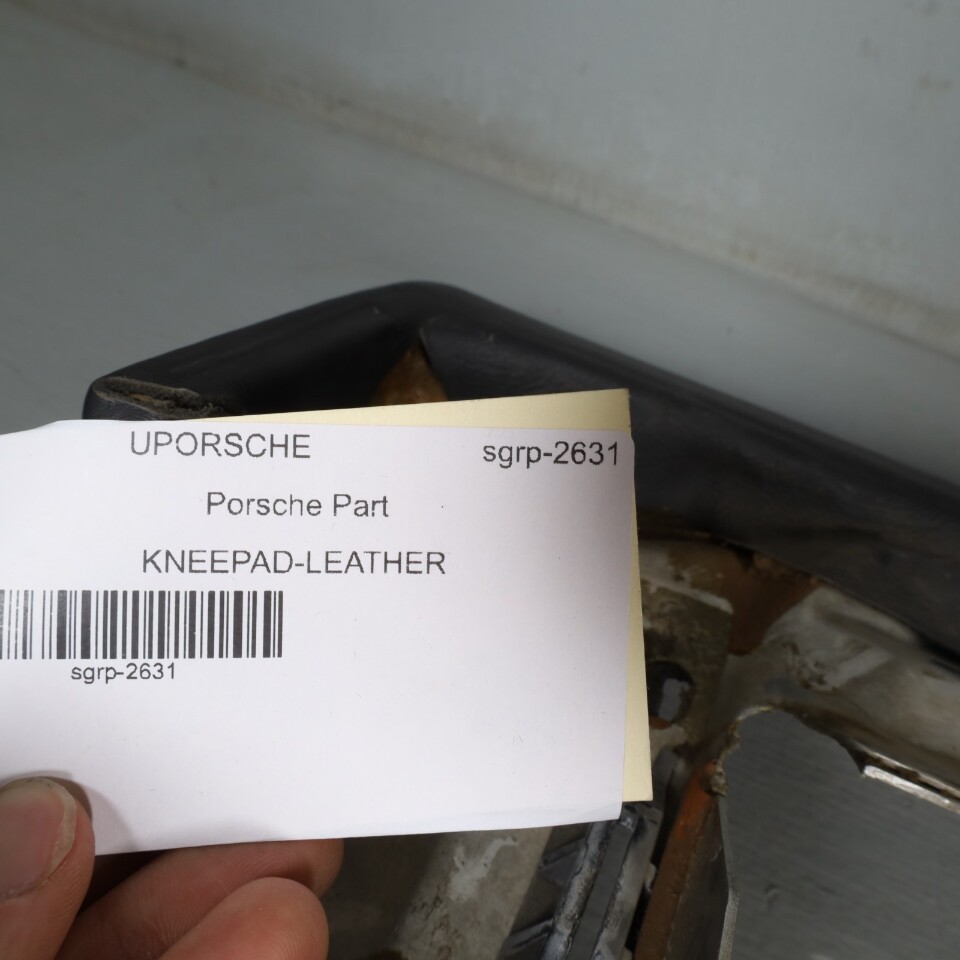 UPORSCHE sgrp-2631
Porsche Part
KNEEPAD-LEATHER
sgrp-2631